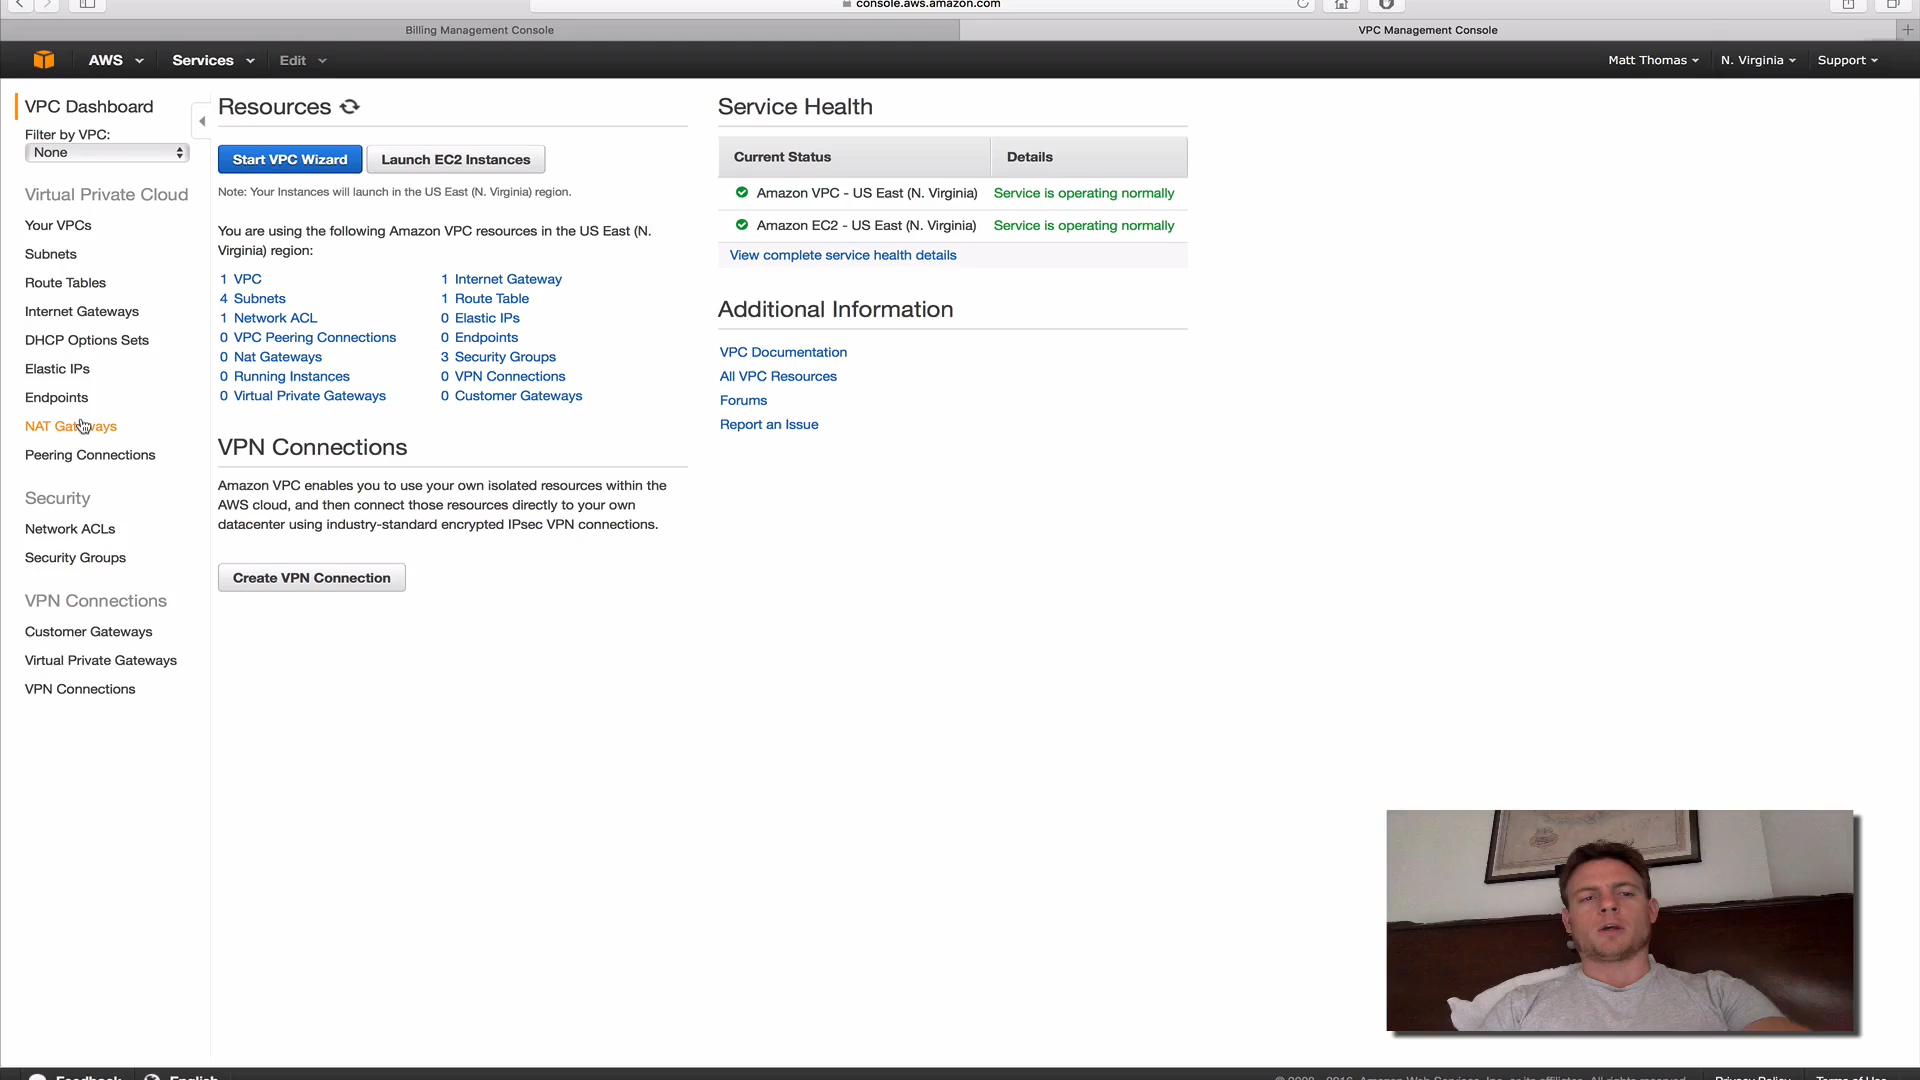 console.aws.amazon.com
Billing Management Console
VPC Management Console
AWS
Services
Edit
Matt Thomas
N. Virginia
Support
VPC Dashboard
Filter by VPC:
None
Virtual Private Cloud
Your VPCs
Subnets
Route Tables
Internet Gateways
DHCP Options Sets
Elastic IPs
Endpoints
NAT Gateways
Peering Connections
Security
Network ACLs
Security Groups
VPN Connections
Customer Gateways
Virtual Private Gateways
VPN Connections
Resources
Start VPC Wizard
Launch EC2 Instances
Note: Your Instances will launch in the US East (N. Virginia) region.
You are using the following Amazon VPC resources in the US East (N.
Virginia) region:
1 VPC
4 Subnets
1 Network ACL
0 VPC Peering Connections
0 Nat Gateways
0 Running Instances
0 Virtual Private Gateways
1 Internet Gateway
1 Route Table
0 Elastic IPs
0 Endpoints
3 Security Groups
0 VPN Connections
0 Customer Gateways
VPN Connections
Amazon VPC enables you to use your own isolated resources within the
AWS cloud, and then connect those resources directly to your own
datacenter using industry-standard encrypted IPsec VPN connections.
Create VPN Connection
Service Health
Current Status
Details
Amazon VPC - US East (N. Virginia)
Service is operating normally
Amazon EC2 - US East (N. Virginia)
Service is operating normally
View complete service health details
Additional Information
VPC Documentation
All VPC Resources
Forums
Report an Issue
Feedback
English